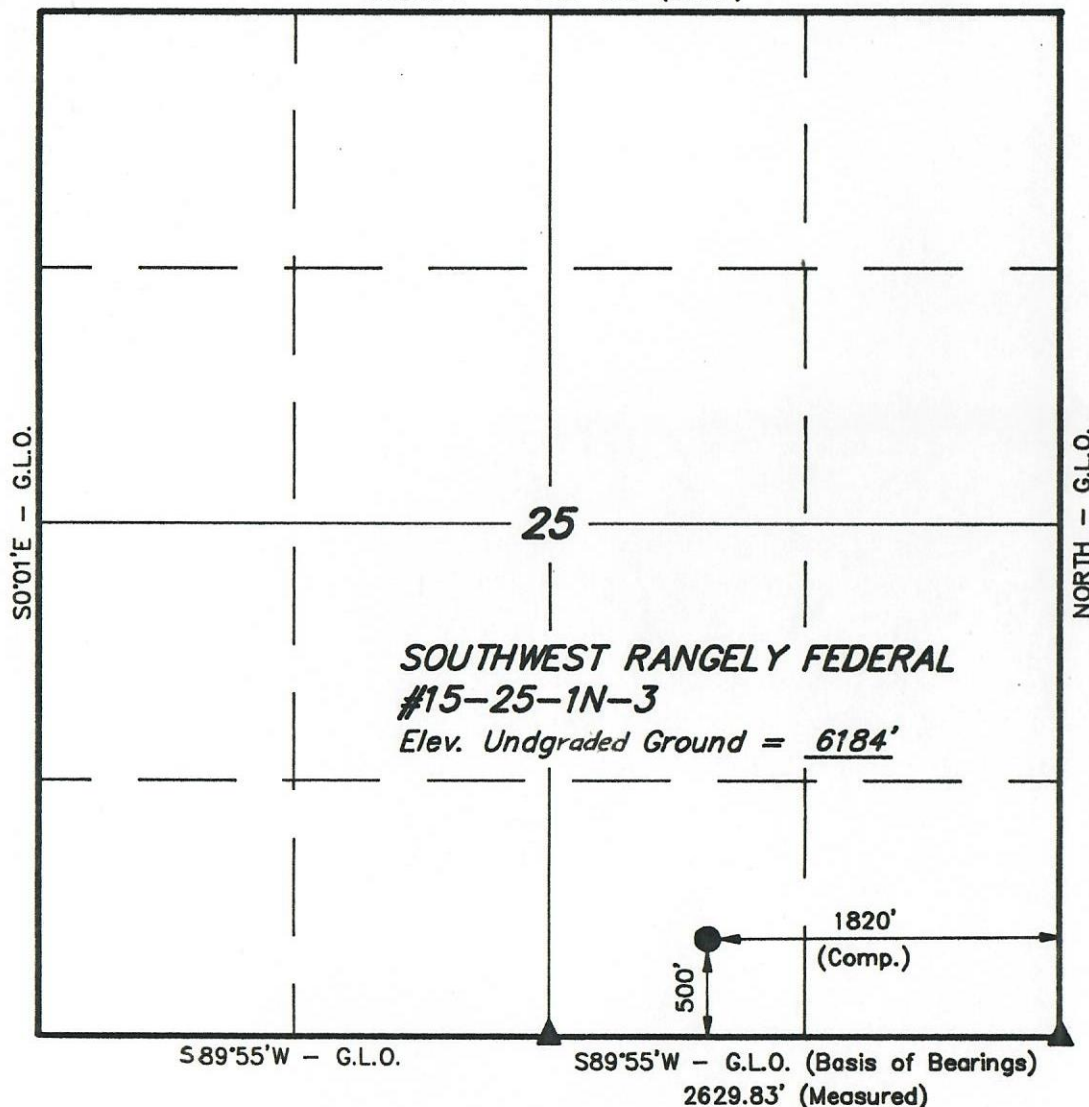 S0°01'E - G.L.O.
NORTH - G.L.O.
25
SOUTHWEST RANGELY FEDERAL
#15-25-1N-3
Elev. Undgraded Ground = 6184'
1820'
(Comp.)
500'
S89°55'W - G.L.O.
S89°55'W - G.L.O. (Basis of Bearings)
2629.83' (Measured)